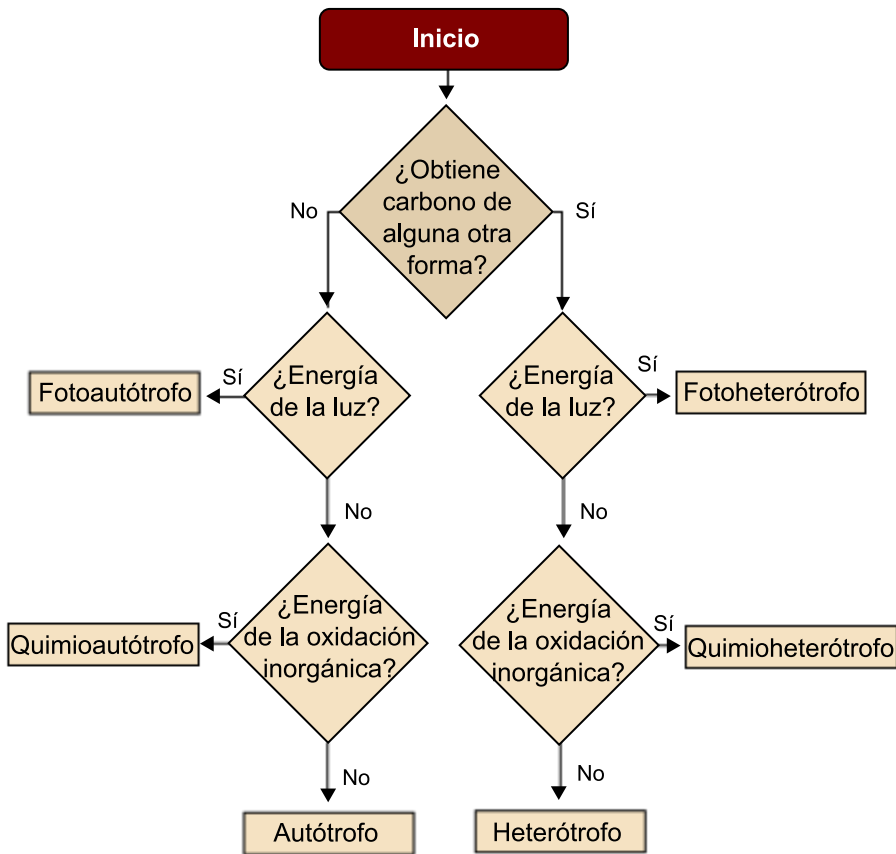 Inicio
¿Obtiene
carbono de
alguna otra
forma?
No
Sí
¿Energía
de la luz?
Sí
Fotoautótrofo
¿Energía
de la luz?
Sí
Fotoheterótrofo
No
No
¿Energía
de la oxidación
inorgánica?
Sí
Quimioautótrofo
¿Energía
de la oxidación
inorgánica?
Sí
Quimioheterótrofo
No
No
Autótrofo
Heterótrofo